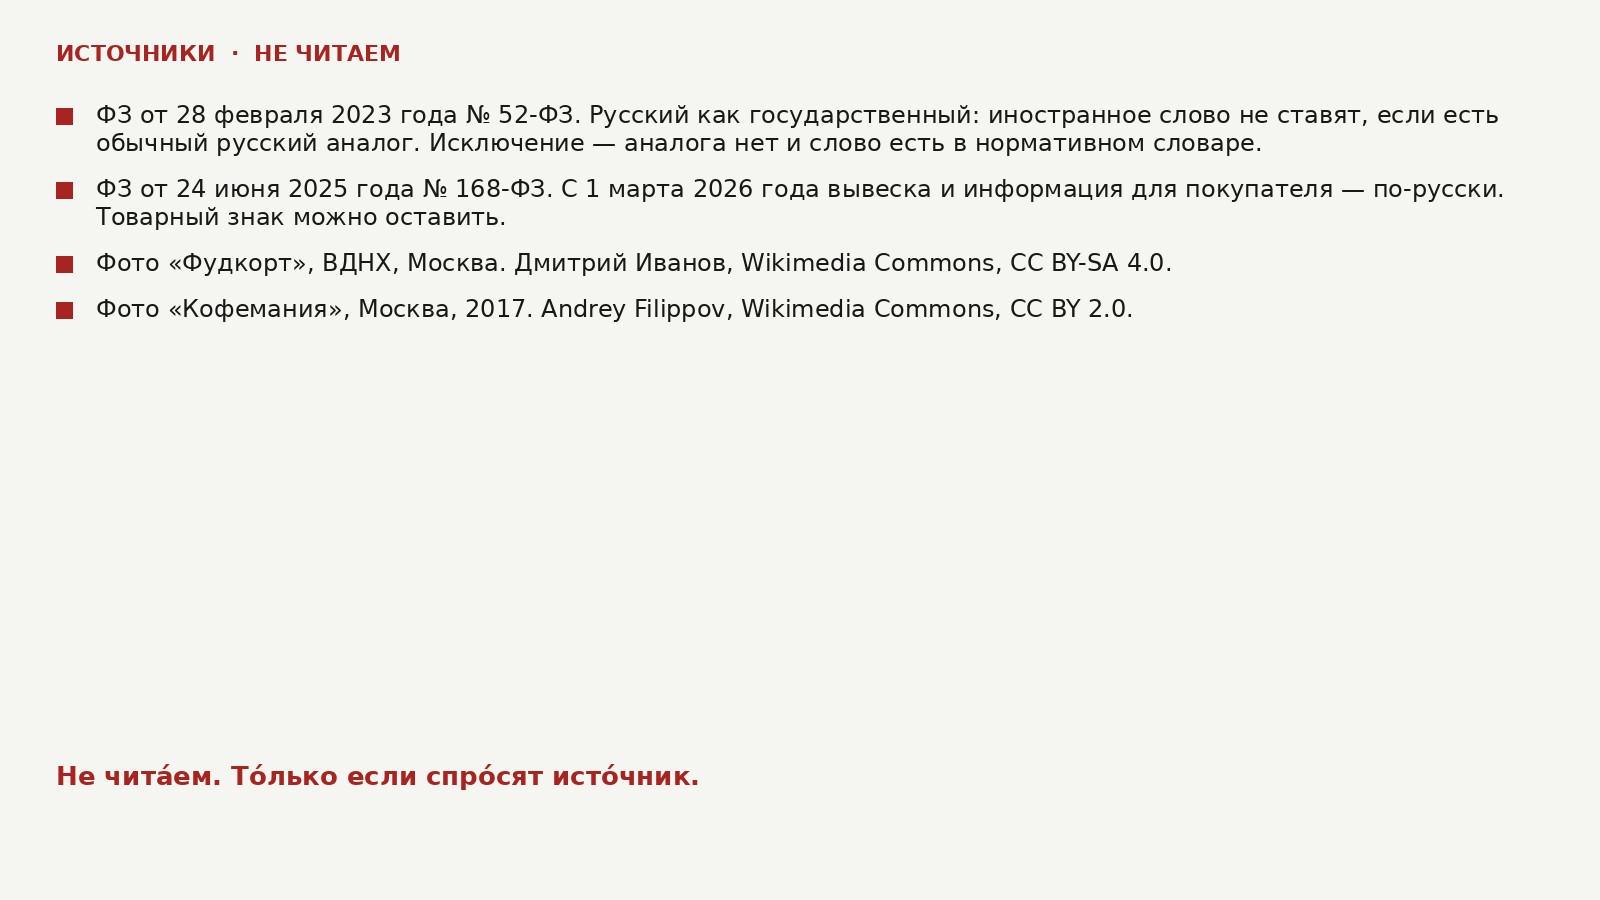 ИСТОЧНИКИ · НЕ ЧИТАЕМ
ФЗ от 28 февраля 2023 года № 52-ФЗ. Русский как государственный: иностранное слово не ставят, если есть
обычный русский аналог. Исключение — аналога нет и слово есть в нормативном словаре.
ФЗ от 24 июня 2025 года № 168-ФЗ. С 1 марта 2026 года вывеска и информация для покупателя — по-русски.
Товарный знак можно оставить.
Фото «Фудкорт», ВДНХ, Москва. Дмитрий Иванов, Wikimedia Commons, CC BY-SA 4.0.
Фото «Кофемания», Москва, 2017. Andrey Filippov, Wikimedia Commons, CC BY 2.0.
Не чита́ем. То́лько если спро́сят исто́чник.